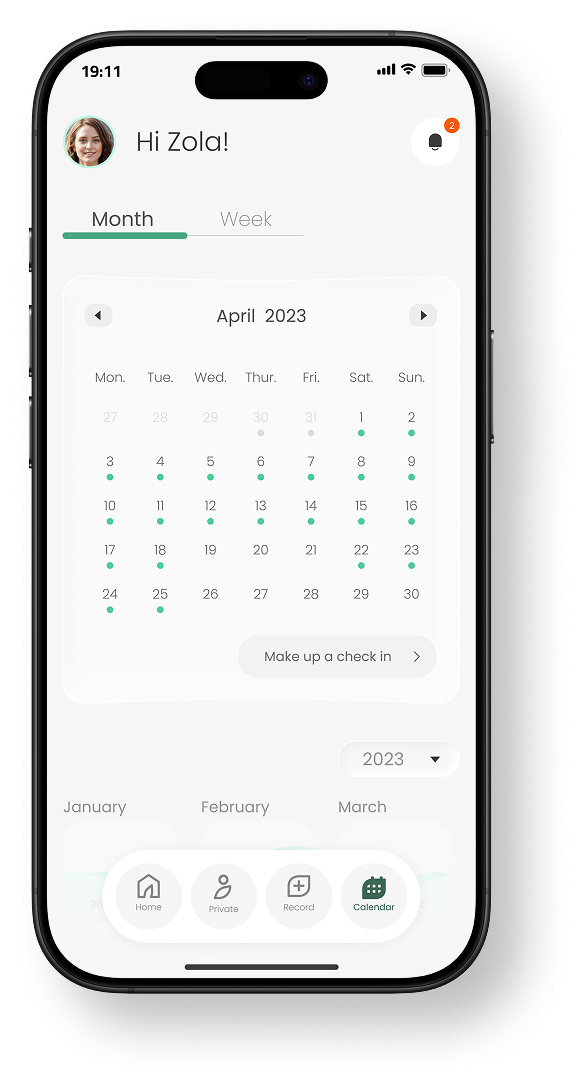 19:11
2
Hi Zola!
Month Week
April 2023
Mon. Tue. Wed. Thur. Fri. Sat. Sun.
27 28 29 30 31 1 2
3 4 5 6 7 8 9
10 11 12 13 14 15 16
17 18 19 20 21 22 23
24 25 26 27 28 29 30
Make up a check in
2023
January February March
Home Private Record Calendar